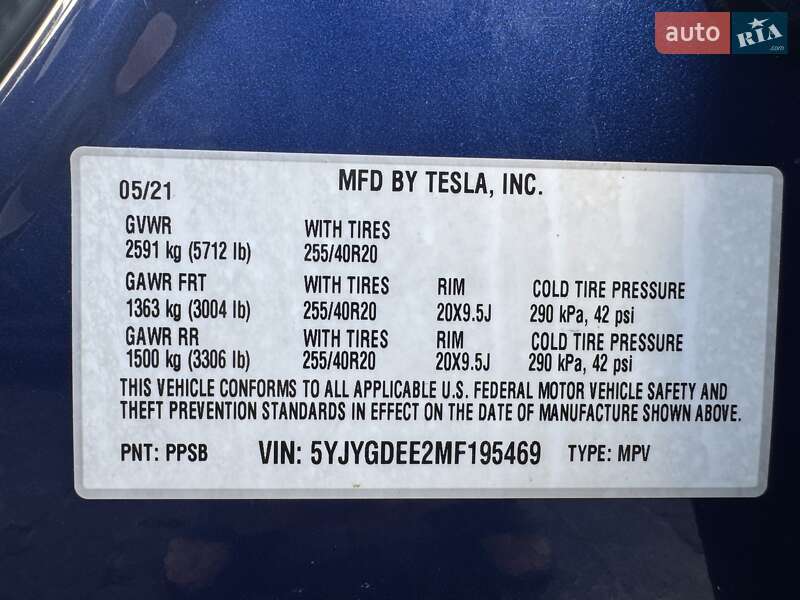 auto RIA .com
MFD BY TESLA, INC.
05/21
GVWR WITH TIRES
2591 kg (5712 lb) 255/40R20
GAWR FRT WITH TIRES RIM COLD TIRE PRESSURE
1363 kg (3004 lb) 255/40R20 20X9.5J 290 kPa, 42 psi
GAWR RR WITH TIRES RIM COLD TIRE PRESSURE
1500 kg (3306 lb) 255/40R20 20X9.5J 290 kPa, 42 psi
THIS VEHICLE CONFORMS TO ALL APPLICABLE U.S. FEDERAL MOTOR VEHICLE SAFETY AND
THEFT PREVENTION STANDARDS IN EFFECT ON THE DATE OF MANUFACTURE SHOWN ABOVE.
PNT: PPSB VIN: 5YJYGDEE2MF195469 TYPE: MPV